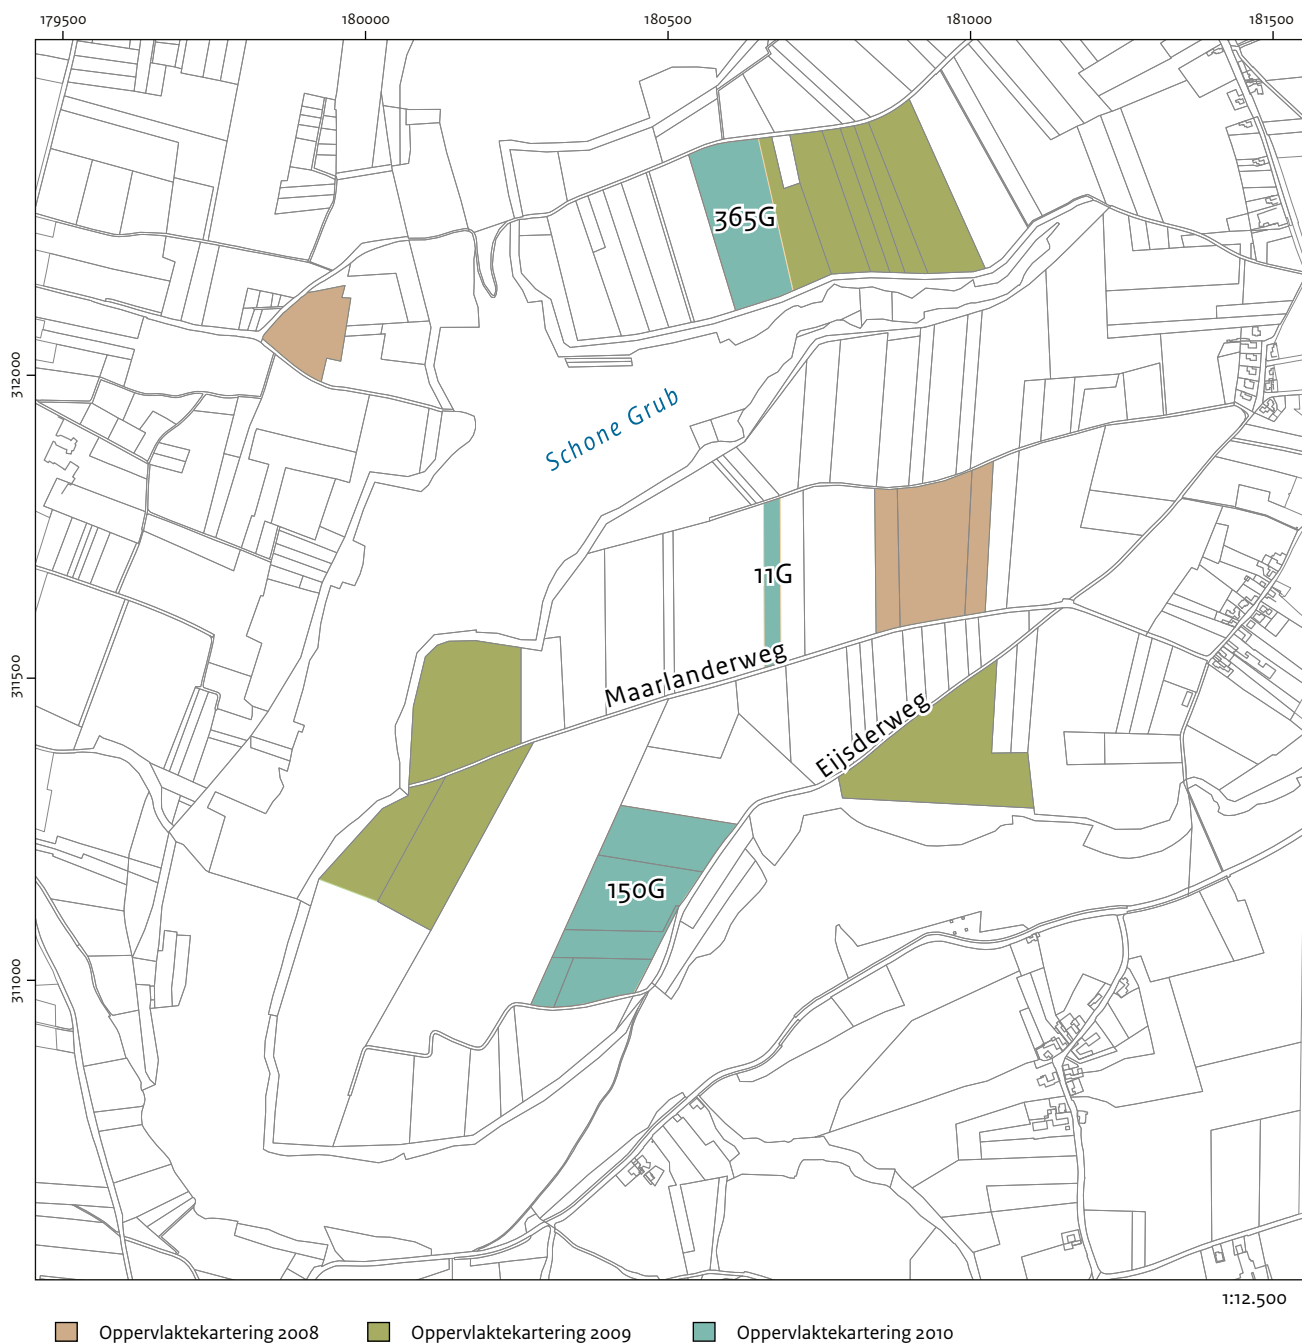 179500 180000 180500 181000 181500
365G
312000
Schone Grub
11G
311500
Maarlanderweg
Eijsderweg
150G
311000
1:12.500
Oppervlaktekartering 2008 Oppervlaktekartering 2009 Oppervlaktekartering 2010